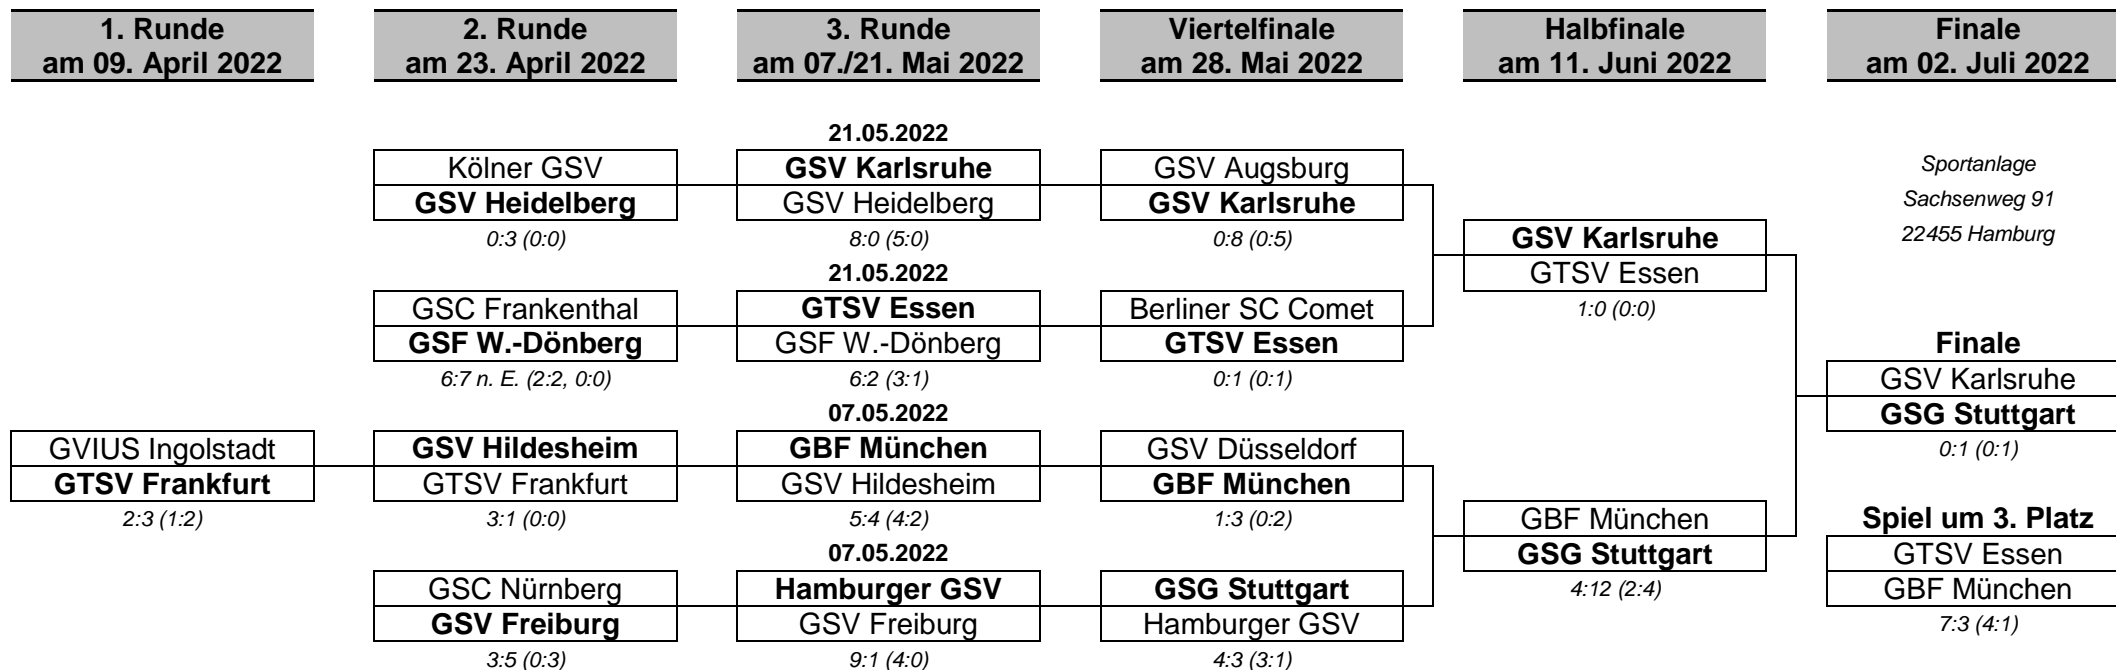 1. Runde
am 09. April 2022
2. Runde
am 23. April 2022
3. Runde
am 07./21. Mai 2022
Viertelfinale
am 28. Mai 2022
Halbfinale
am 11. Juni 2022
Finale
am 02. Juli 2022
GVIUS Ingolstadt
GTSV Frankfurt
2:3 (1:2)
Kölner GSV
GSV Heidelberg
0:3 (0:0)
GSC Frankenthal
GSF W.-Dönberg
6:7 n. E. (2:2, 0:0)
GSV Hildesheim
GTSV Frankfurt
3:1 (0:0)
GSC Nürnberg
GSV Freiburg
3:5 (0:3)
21.05.2022
GSV Karlsruhe
GSV Heidelberg
8:0 (5:0)
21.05.2022
GTSV Essen
GSF W.-Dönberg
6:2 (3:1)
07.05.2022
GBF München
GSV Hildesheim
5:4 (4:2)
07.05.2022
Hamburger GSV
GSV Freiburg
9:1 (4:0)
GSV Augsburg
GSV Karlsruhe
0:8 (0:5)
Berliner SC Comet
GTSV Essen
0:1 (0:1)
GSV Düsseldorf
GBF München
1:3 (0:2)
GSG Stuttgart
Hamburger GSV
4:3 (3:1)
GSV Karlsruhe
GTSV Essen
1:0 (0:0)
GBF München
GSG Stuttgart
4:12 (2:4)
Sportanlage
Sachsenweg 91
22455 Hamburg
Finale
GSV Karlsruhe
GSG Stuttgart
0:1 (0:1)
Spiel um 3. Platz
GTSV Essen
GBF München
7:3 (4:1)